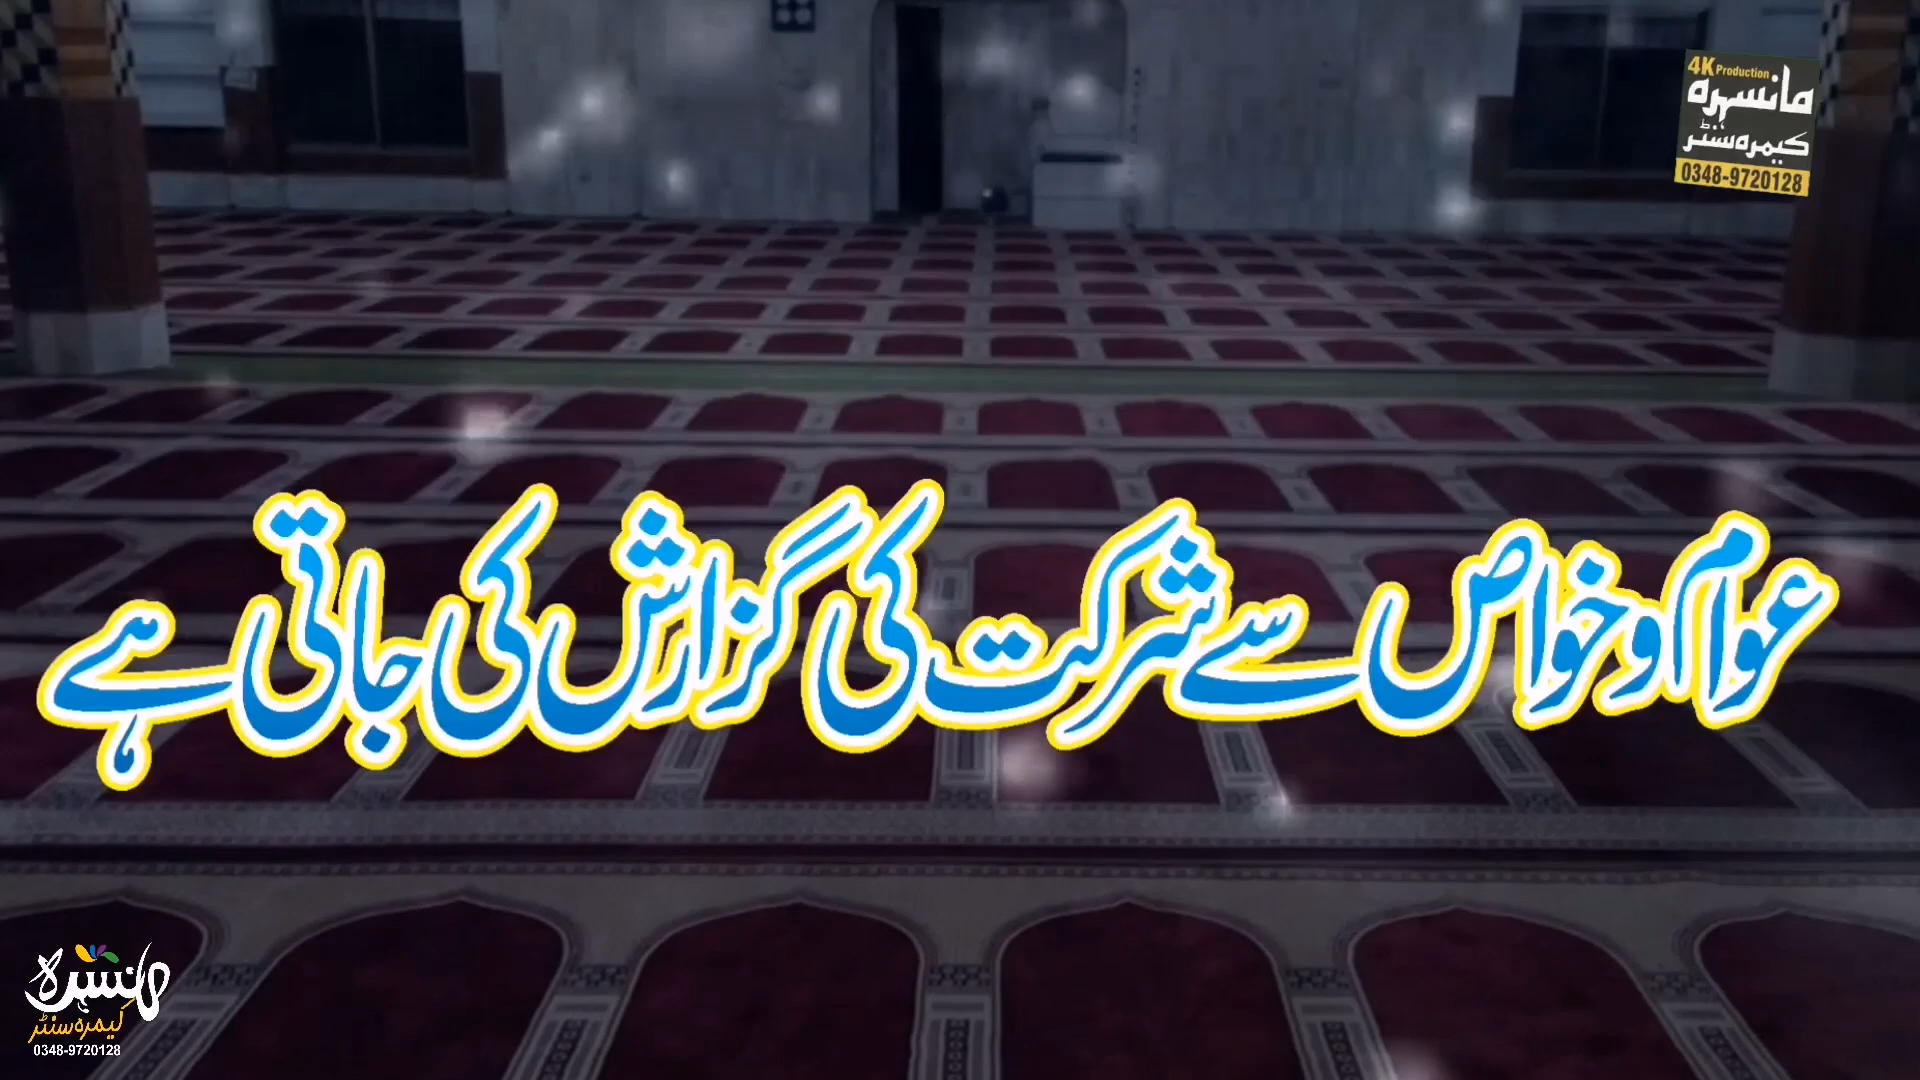 4K Production
مانسہرہ
کیمرہ سنٹر
0348-9720128
عوام و خواص سے شرکت کی گزارش کی جاتی ہے
مانسہرہ
کیمرہ سنٹر
0348-9720128